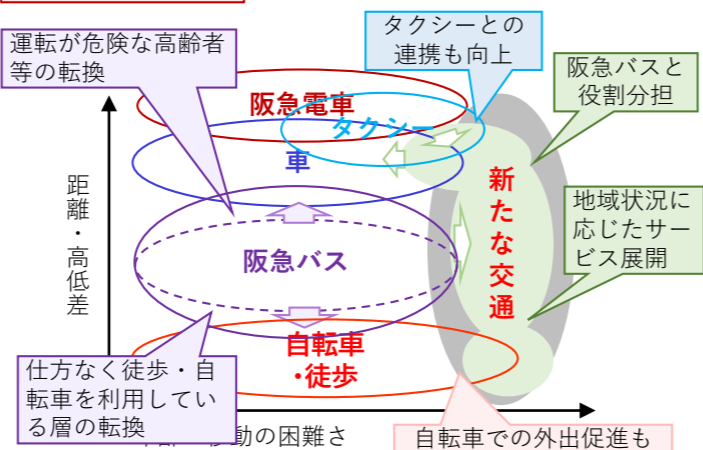 運転が危険な高齢者
等の転換
タクシーとの
連携も向上
阪急バスと
役割分担
阪急電車
タクシー
車
距離・高低差
新たな交通
地域状況に
応じたサー
ビス展開
阪急バス
自転車
・徒歩
仕方なく徒歩・自
転車を利用してい
る層の転換
移動の困難さ
自転車での外出促進も